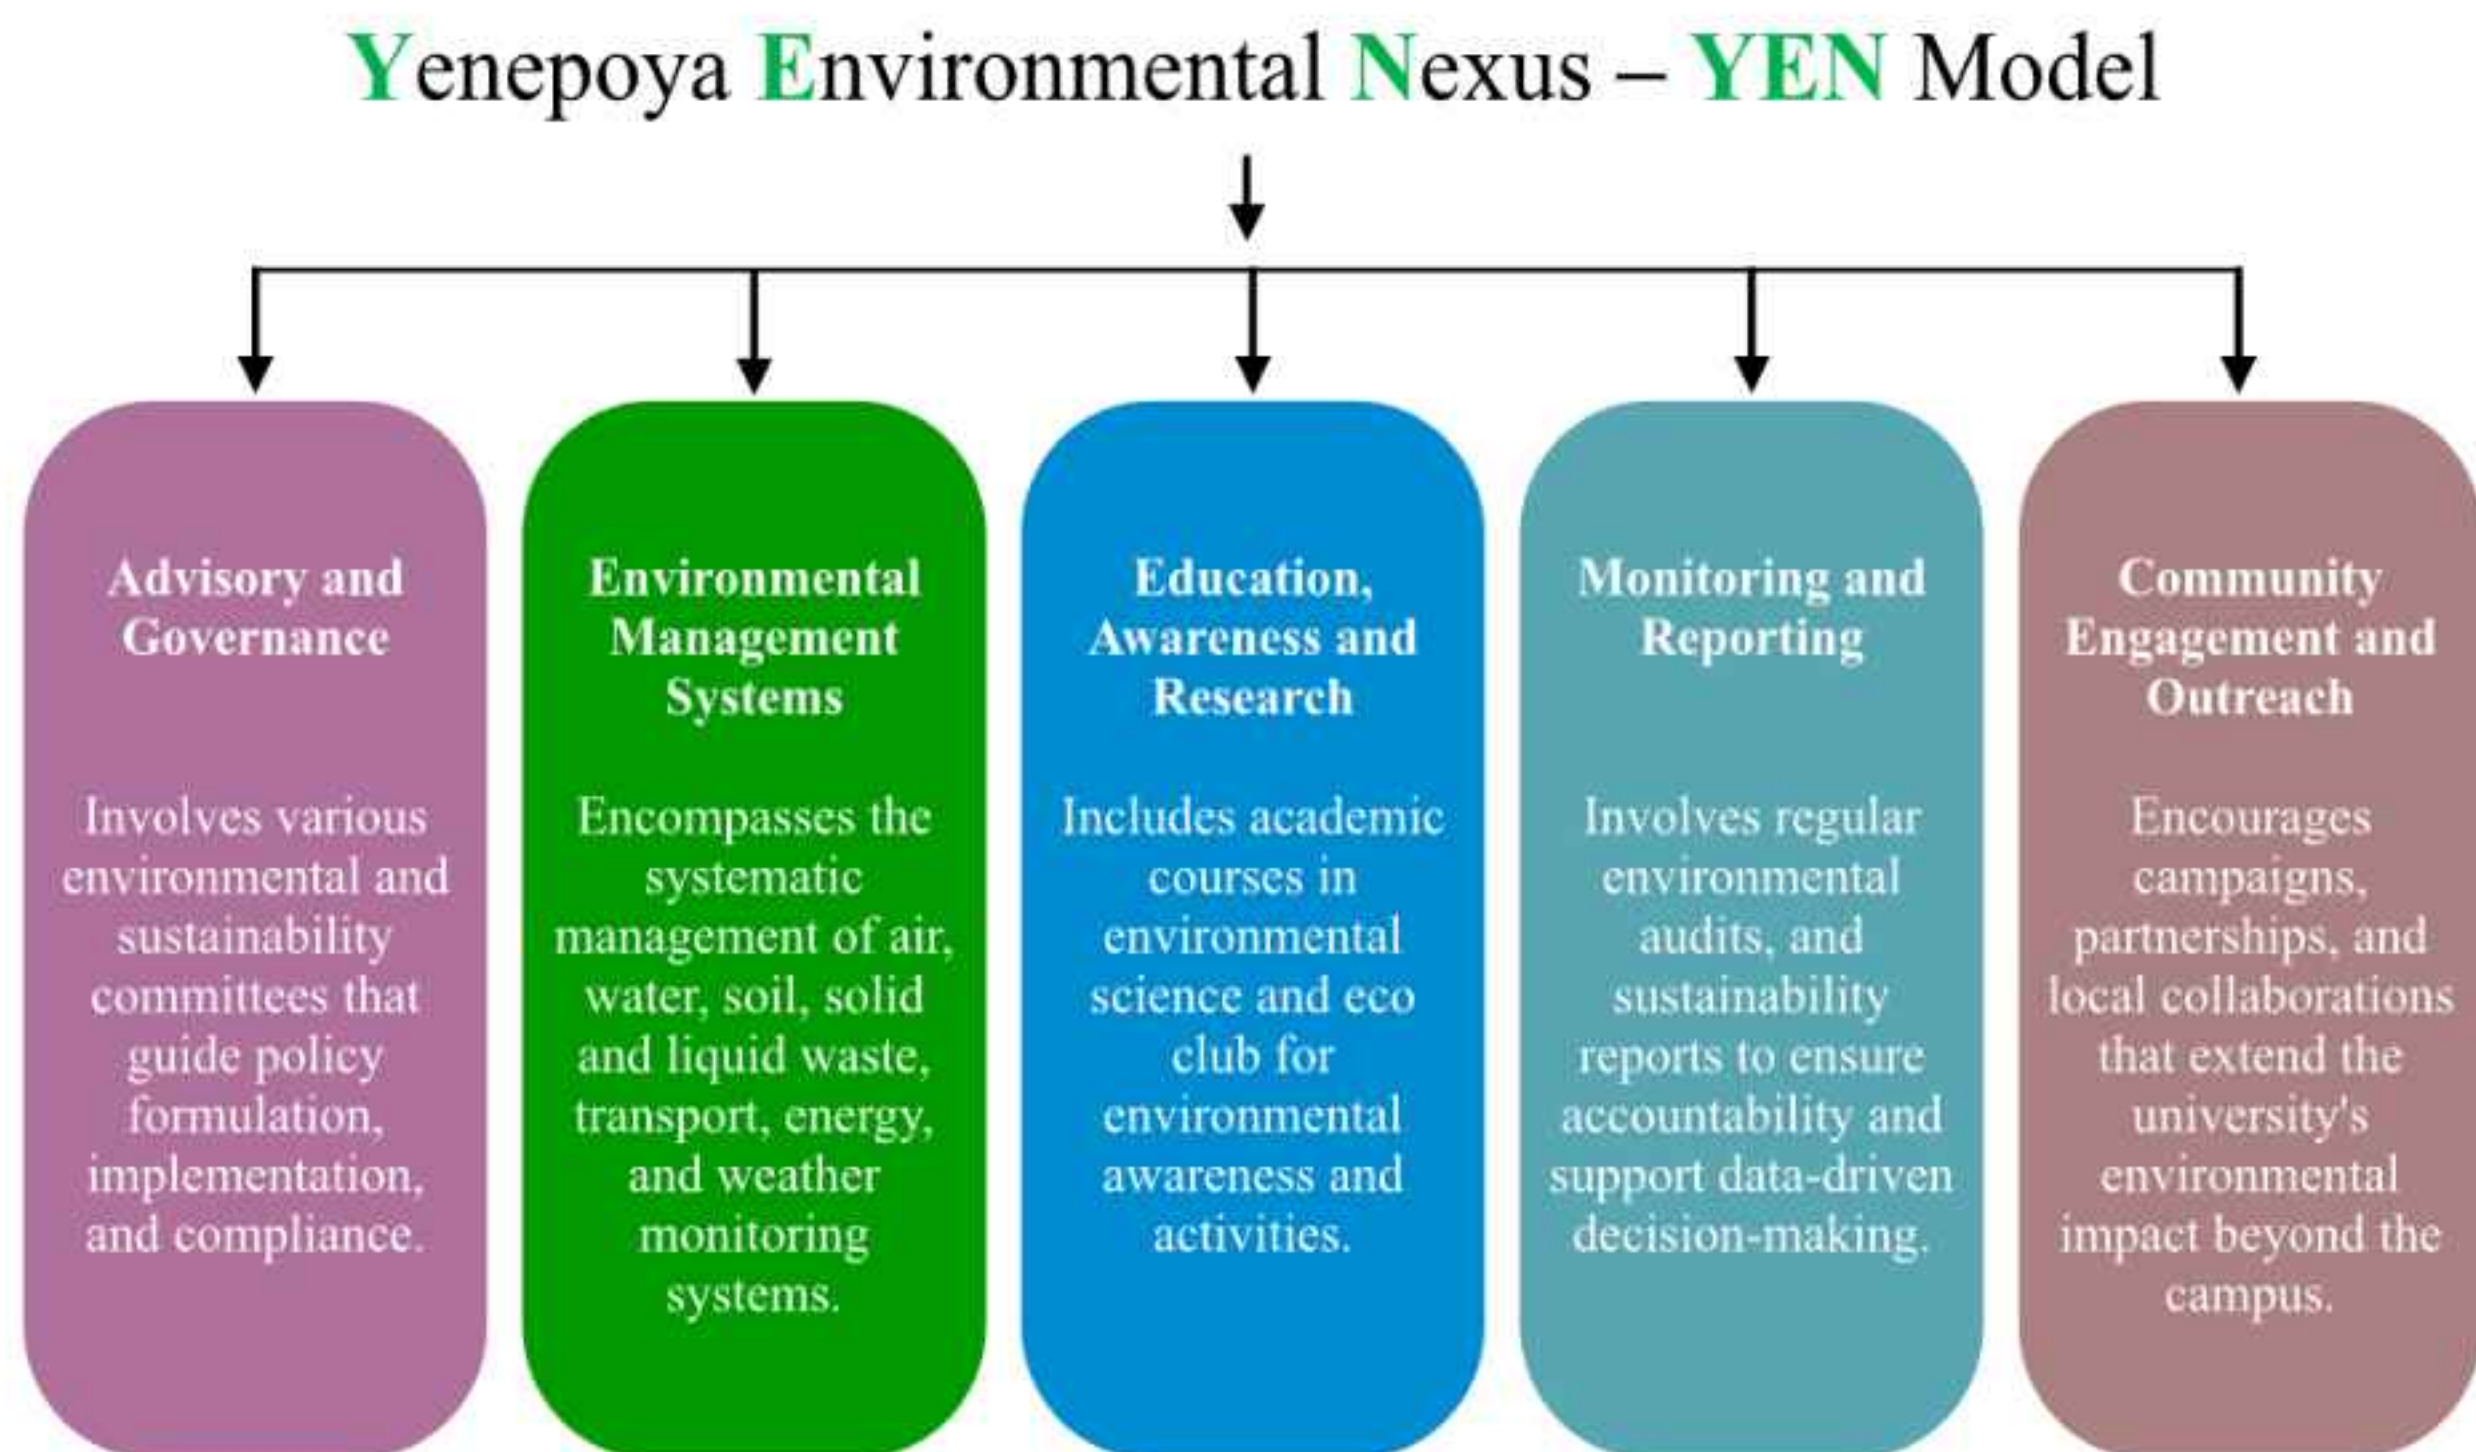 Yenepoya Environmental Nexus – YEN Model
Advisory and
Governance
Involves various
environmental and
sustainability
committees that
guide policy
formulation,
implementation,
and compliance.
Environmental
Management
Systems
Encompasses the
systematic
management of air,
water, soil, solid
and liquid waste,
transport, energy,
and weather
monitoring
systems.
Education,
Awareness and
Research
Includes academic
courses in
environmental
science and eco
club for
environmental
awareness and
activities.
Monitoring and
Reporting
Involves regular
environmental
audits, and
sustainability
reports to ensure
accountability and
support data-driven
decision-making.
Community
Engagement and
Outreach
Encourages
campaigns,
partnerships, and
local collaborations
that extend the
university's
environmental
impact beyond the
campus.